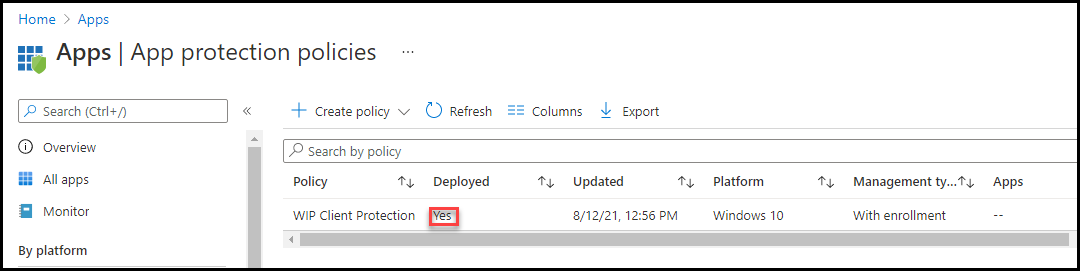 Home > Apps
Apps | App protection policies ...
Search (Ctrl+/) «
Overview
All apps
Monitor
By platform
+ Create policy Refresh Columns Export
Search by policy
Policy Deployed Updated Platform Management ty... Apps
WIP Client Protection Yes 8/12/21, 12:56 PM Windows 10 With enrollment --